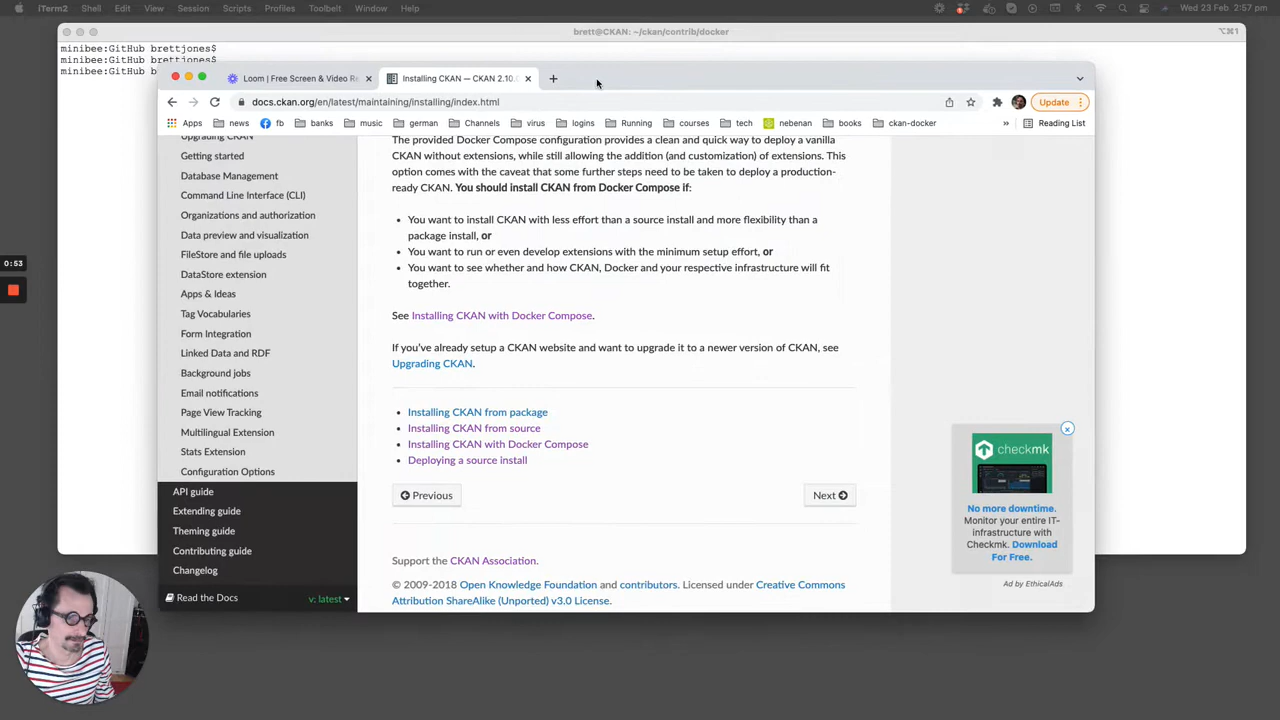 iTerm2 Shell Edit View Session Scripts Profiles Toolbelt Window Help Wed 23 Feb 2:57 pm
brett@CKAN: ~/ckan/contrib/docker ⌥⌘1
minibee:GitHub brettjones$
minibee:GitHub brettjones$
minibee:GitHub b
Loom | Free Screen & Video Re
Installing CKAN — CKAN 2.10.
docs.ckan.org/en/latest/maintaining/installing/index.html
Update
Apps news fb banks music german Channels virus logins Running courses tech nebenan books ckan-docker » Reading List
Upgrading CKAN
Getting started
Database Management
Command Line Interface (CLI)
Organizations and authorization
Data preview and visualization
FileStore and file uploads
DataStore extension
Apps & Ideas
Tag Vocabularies
Form Integration
Linked Data and RDF
Background jobs
Email notifications
Page View Tracking
Multilingual Extension
Stats Extension
Configuration Options
API guide
Extending guide
Theming guide
Contributing guide
Changelog
Read the Docs v: latest
The provided Docker Compose configuration provides a clean and quick way to deploy a vanilla
CKAN without extensions, while still allowing the addition (and customization) of extensions. This
option comes with the caveat that some further steps need to be taken to deploy a production-
ready CKAN. You should install CKAN from Docker Compose if:
• You want to install CKAN with less effort than a source install and more flexibility than a
package install, or
• You want to run or even develop extensions with the minimum setup effort, or
• You want to see whether and how CKAN, Docker and your respective infrastructure will fit
together.
See Installing CKAN with Docker Compose.
If you've already setup a CKAN website and want to upgrade it to a newer version of CKAN, see
Upgrading CKAN.
• Installing CKAN from package
• Installing CKAN from source
• Installing CKAN with Docker Compose
• Deploying a source install
Previous
Next
Support the CKAN Association.
© 2009-2018 Open Knowledge Foundation and contributors. Licensed under Creative Commons
Attribution ShareAlike (Unported) v3.0 License.
checkmk
No more downtime.
Monitor your entire IT-
infrastructure with
Checkmk. Download
For Free.
Ad by EthicalAds
0:53